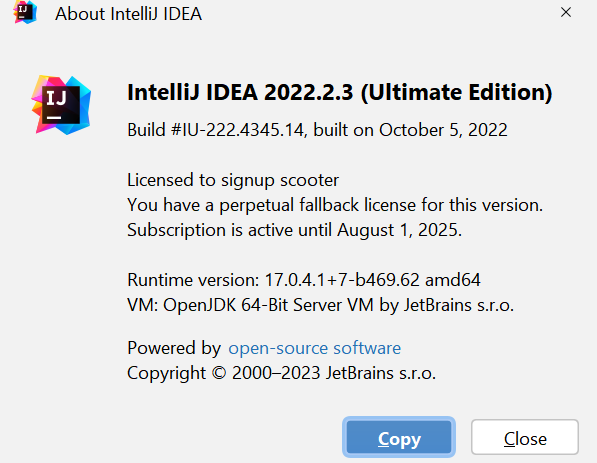 About IntelliJ IDEA
IJ
IntelliJ IDEA 2022.2.3 (Ultimate Edition)
Build #IU-222.4345.14, built on October 5, 2022
Licensed to signup scooter
You have a perpetual fallback license for this version.
Subscription is active until August 1, 2025.
Runtime version: 17.0.4.1+7-b469.62 amd64
VM: OpenJDK 64-Bit Server VM by JetBrains s.r.o.
Powered by open-source software
Copyright © 2000–2023 JetBrains s.r.o.
Copy Close